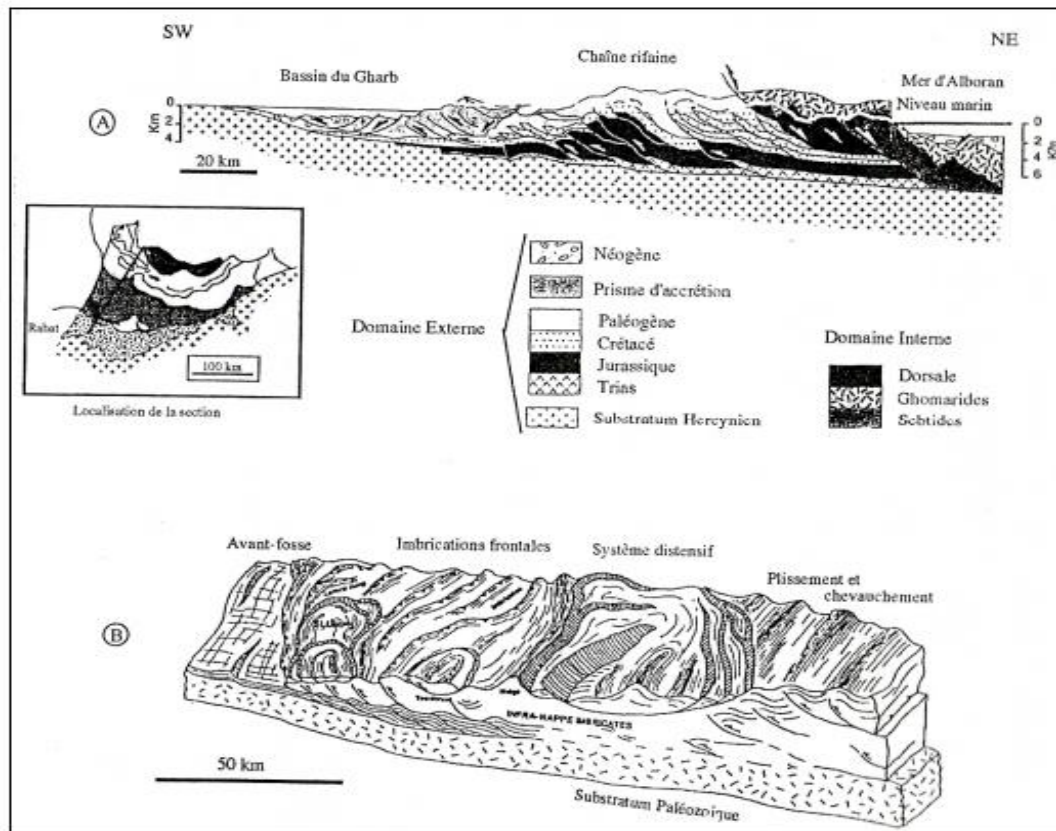 SW
NE
Chaîne rifaine
Bassin du Gharb
Mer d'Alboran
Niveau marin
A
0
2
4
Km
0
2
4
6
20 km
Rabat
100 km
Localisation de la section
Domaine Externe
Néogène
Prisme d'accrétion
Paléogène
Crétacé
Jurassique
Trias
Substratum Hercynien
Domaine Interne
Dorsale
Ghomarides
Sebtides
Avant-fosse
Imbrications frontales
Système distensif
Plissement et
chevauchement
B
Ridge
INFRA-NAPPE IMBRICATES
50 km
Substratum Paléozoïque